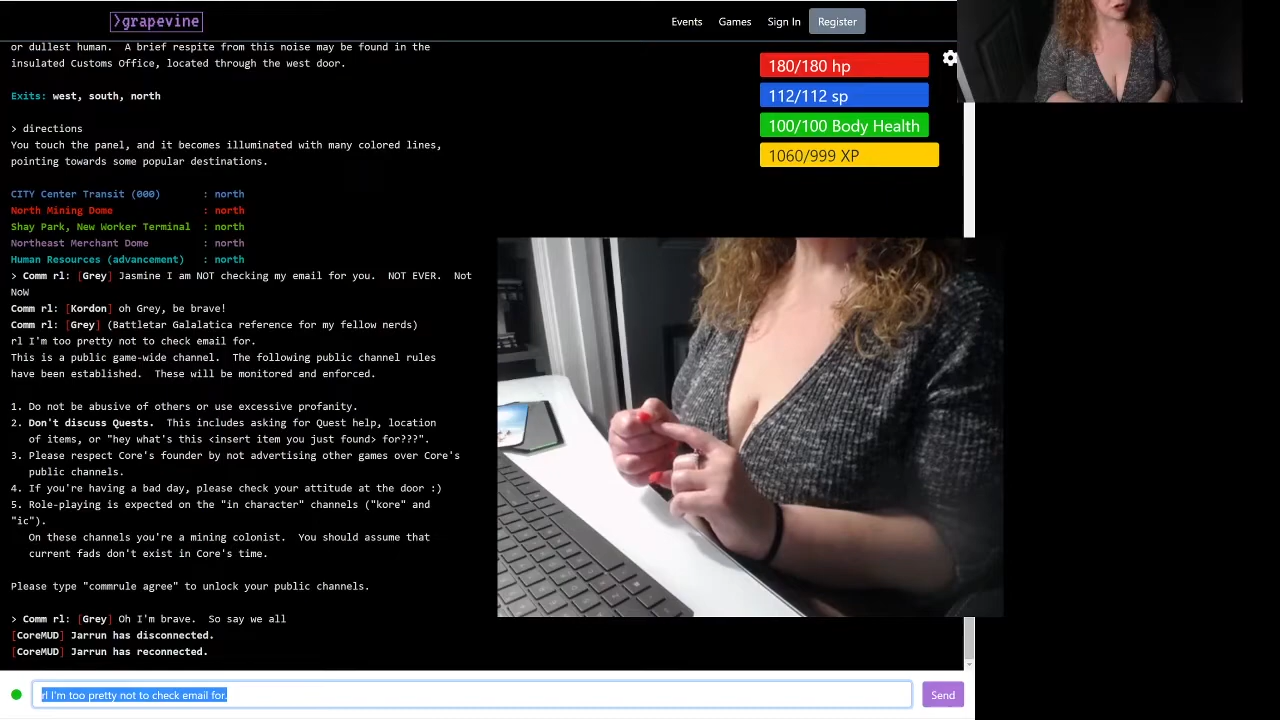 >grapevine
Events Games Sign In Register
or dullest human.  A brief respite from this noise may be found in the
insulated Customs Office, located through the west door.
Exits: west, south, north
> directions
You touch the panel, and it becomes illuminated with many colored lines,
pointing towards some popular destinations.
CITY Center Transit (000) : north
North Mining Dome : north
Shay Park, New Worker Terminal : north
Northeast Merchant Dome : north
Human Resources (advancement) : north
> Comm rl: [Grey] Jasmine I am NOT checking my email for you.  NOT EVER.  Not
NoW
Comm rl: [Kordon] oh Grey, be brave!
Comm rl: [Grey] (Battletar Galalatica reference for my fellow nerds)
rl I'm too pretty not to check email for.
This is a public game-wide channel.  The following public channel rules
have been established.  These will be monitored and enforced.
1. Do not be abusive of others or use excessive profanity.
2. Don't discuss Quests.  This includes asking for Quest help, location
of items, or "hey what's this <insert item you just found> for???".
3. Please respect Core's founder by not advertising other games over Core's
public channels.
4. If you're having a bad day, please check your attitude at the door :)
5. Role-playing is expected on the "in character" channels ("kore" and
"ic").
On these channels you're a mining colonist.  You should assume that
current fads don't exist in Core's time.
Please type "commrule agree" to unlock your public channels.
> Comm rl: [Grey] Oh I'm brave.  So say we all
[CoreMUD] Jarrun has disconnected.
[CoreMUD] Jarrun has reconnected.
180/180 hp
112/112 sp
100/100 Body Health
1060/999 XP
rl I'm too pretty not to check email for.
Send